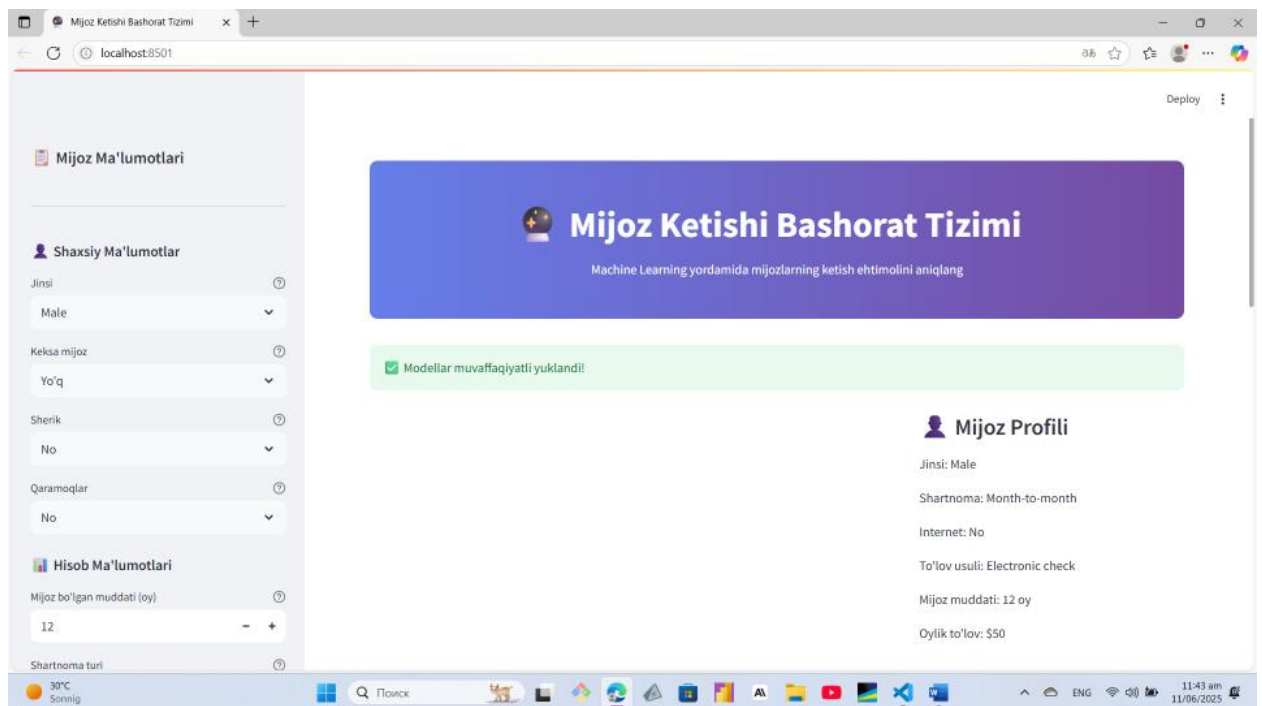 Mijoz Ketishi Bashorat Tizimi
localhost:8501
Deploy
Mijoz Ma'lumotlari
Shaxsiy Ma'lumotlar
Jinsi
Male
Keksa mijoz
Yo'q
Sherik
No
Qaramoqlar
No
Hisob Ma'lumotlari
Mijoz bo'lgan muddati (oy)
12
Shartnoma turi
Mijoz Ketishi Bashorat Tizimi
Machine Learning yordamida mijozlarning ketish ehtimolini aniqlang
Modellar muvaffaqiyatli yuklandi!
Mijoz Profili
Jinsi: Male
Shartnoma: Month-to-month
Internet: No
To'lov usuli: Electronic check
Mijoz muddati: 12 oy
Oylik to'lov: $50
30°C
Sonnig
Поиск
ENG
11:43 am
11/06/2025